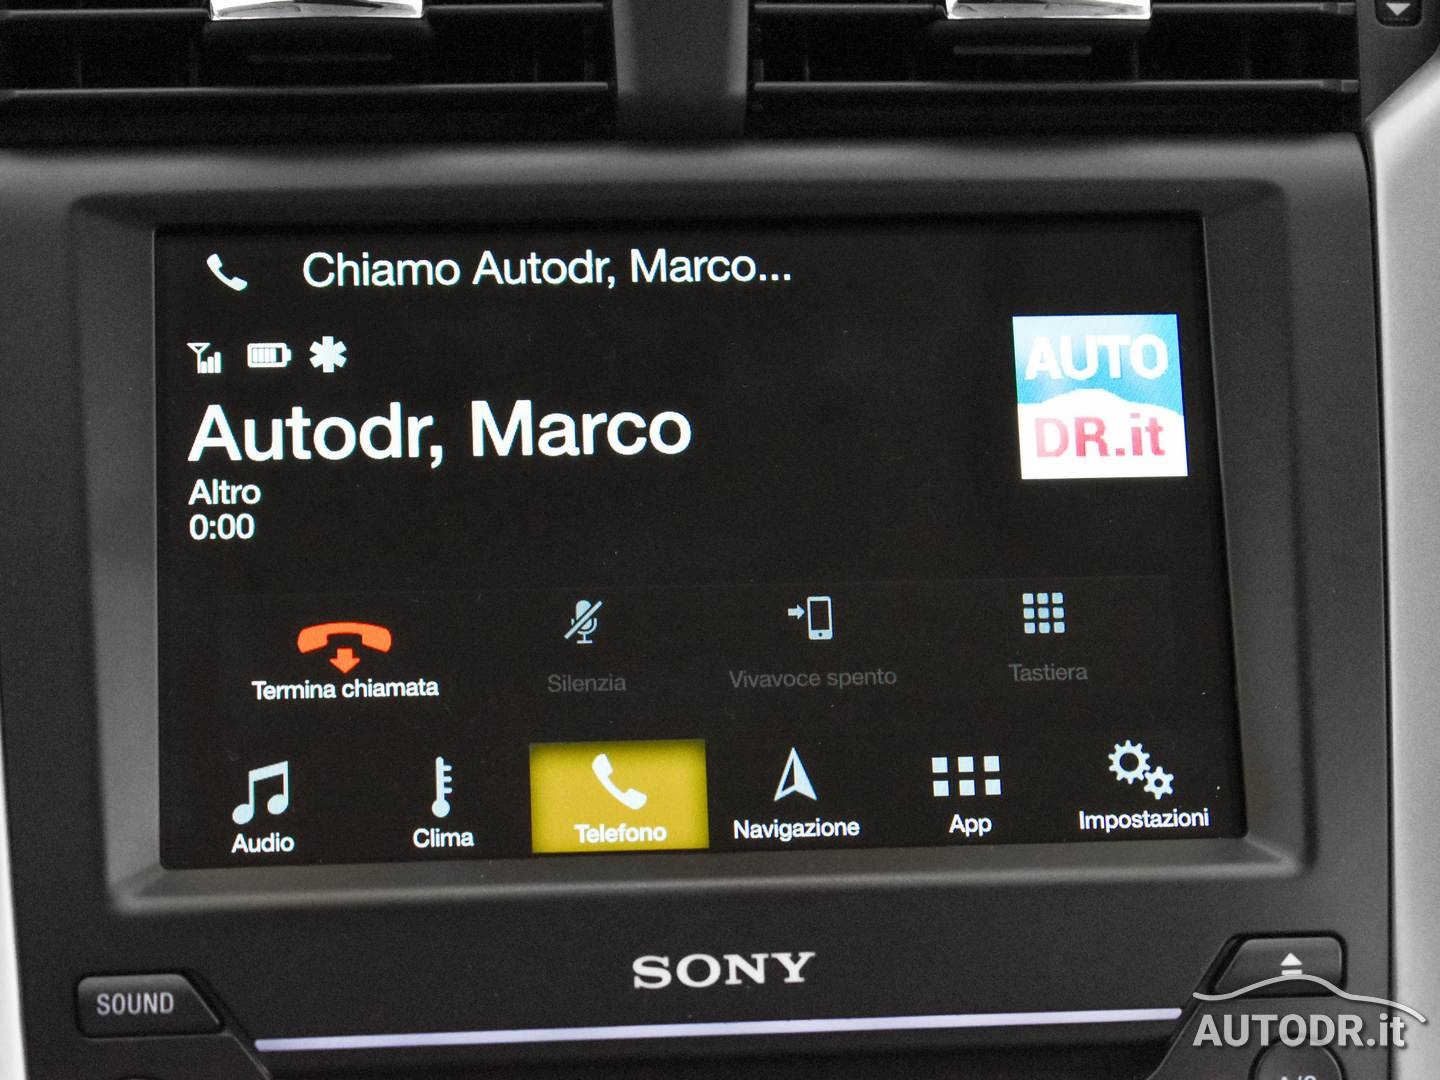 Chiamo Autodr, Marco...
AUTO
DR.it
Autodr, Marco
Altro
0:00
Termina chiamata
Silenzia
Vivavoce spento
Tastiera
Audio
Clima
Telefono
Navigazione
App
Impostazioni
SONY
SOUND
AUTODR.it